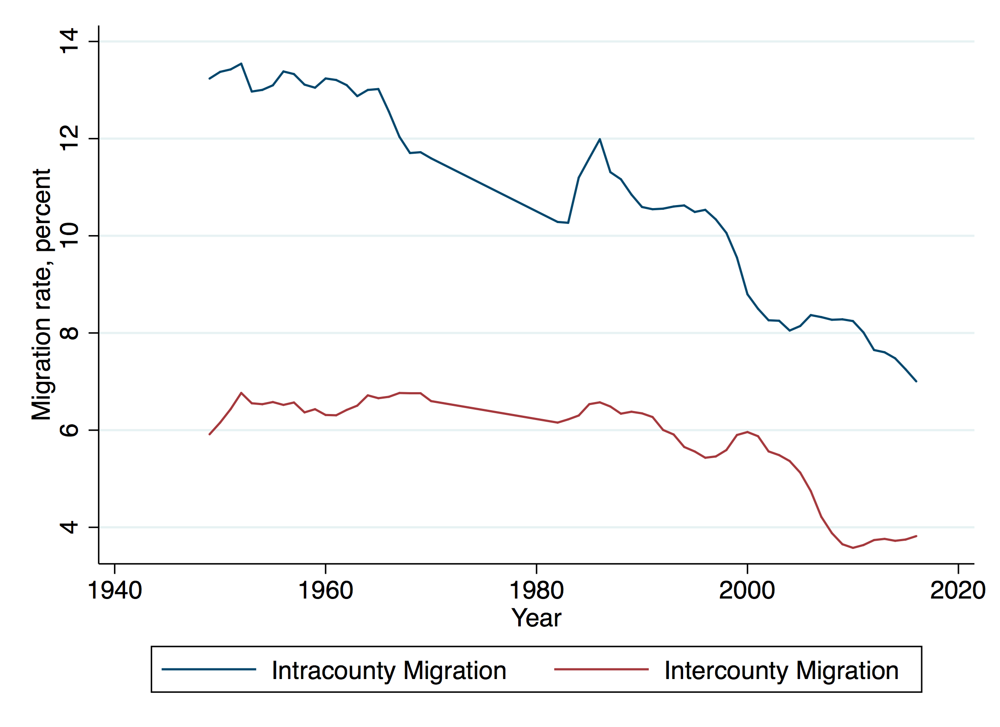 Migration rate, percent
14
12
10
8
6
4
1940 1960 1980 2000 2020
Year
Intracounty Migration Intercounty Migration